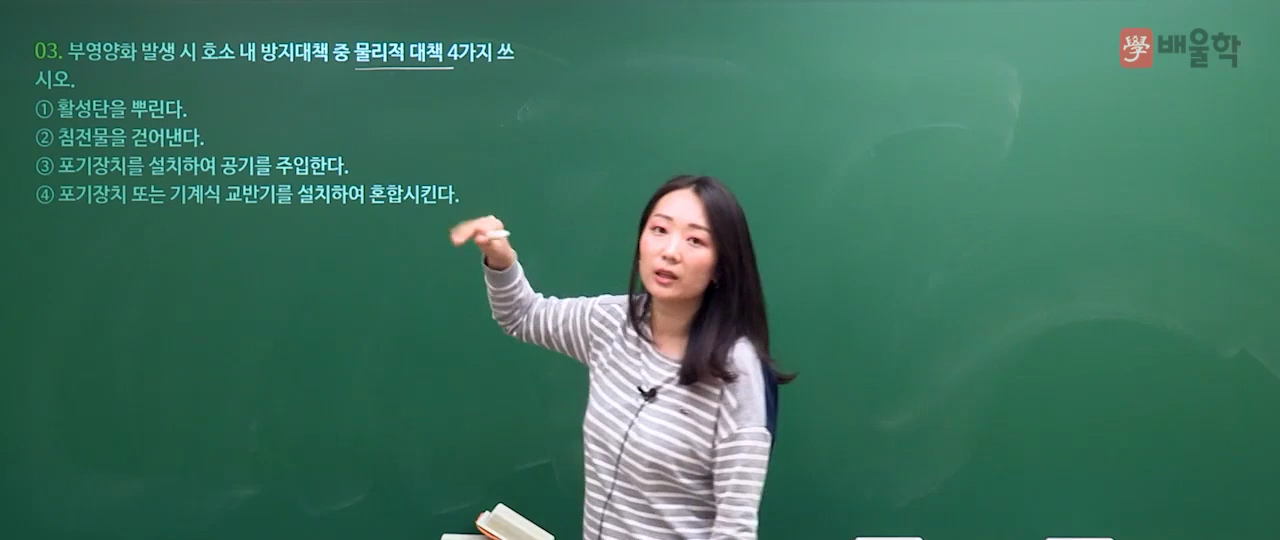 學 배울학
03. 부영양화 발생 시 호소 내 방지대책 중 물리적 대책 4가지 쓰
시오.
① 활성탄을 뿌린다.
② 침전물을 걷어낸다.
③ 포기장치를 설치하여 공기를 주입한다.
④ 포기장치 또는 기계식 교반기를 설치하여 혼합시킨다.